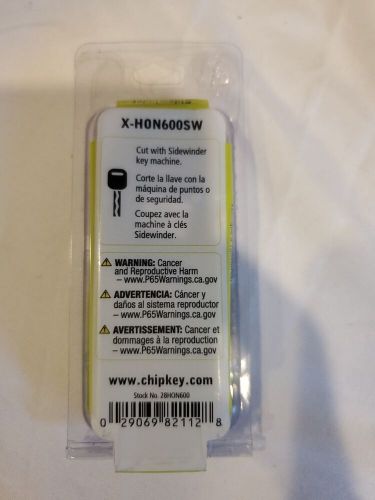 X-HON600SW
Cut with Sidewinder
key machine.
Corte la llave con la
máquina de puntos o
de seguridad.
Coupez avec la
machine à clés
Sidewinder.
WARNING: Cancer
and Reproductive Harm
– www.P65Warnings.ca.gov
ADVERTENCIA: Cáncer y
daños al sistema reproductor
– www.P65Warnings.ca.gov
AVERTISSEMENT: Cancer et
dommages à la reproduction
– www.P65Warnings.ca.gov
www.chipkey.com
Stock No. 28HON600
0 29069 82112 8